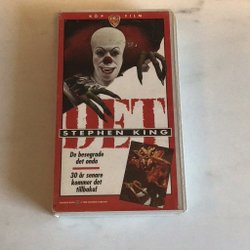 KÖP FILM
DET
STEPHEN KING
De besegrade
det onda
30 år senare
kommer det
tillbaka!